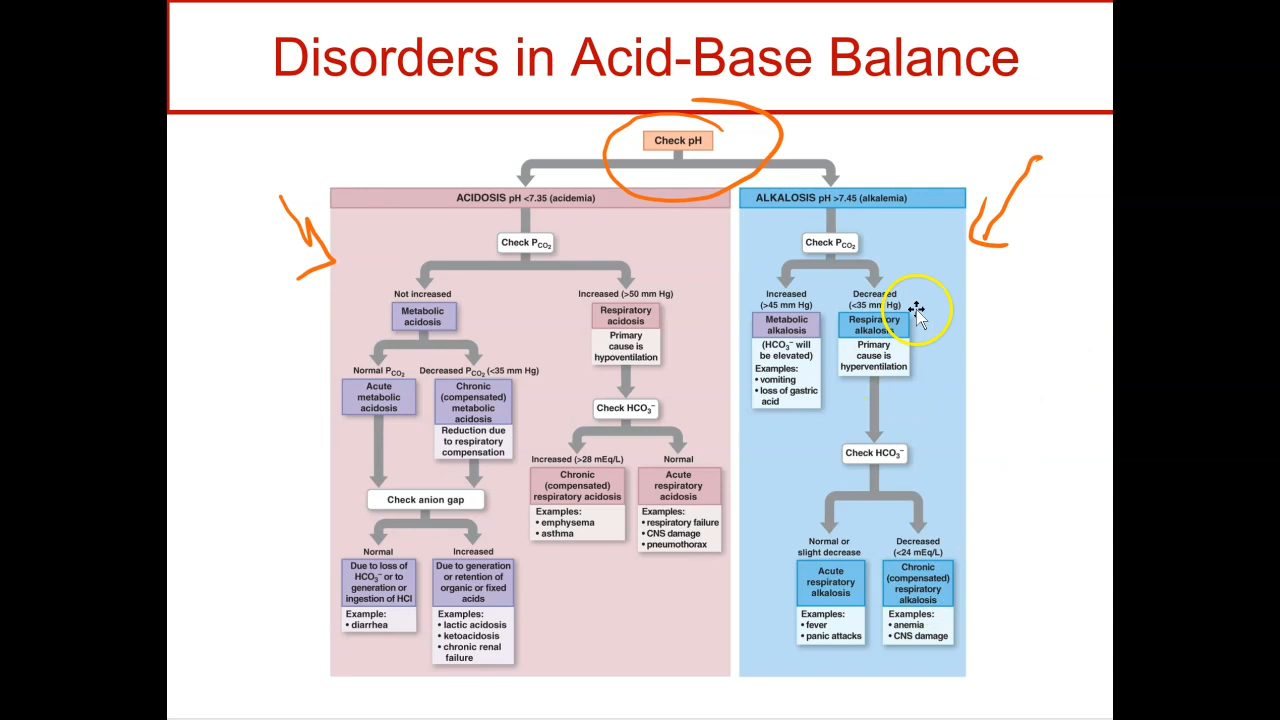 Disorders in Acid-Base Balance
Check pH
ACIDOSIS pH <7.35 (acidemia)
Check PCO2
Not increased
Metabolic
acidosis
Normal PCO2
Acute
metabolic
acidosis
Decreased PCO2 (<35 mm Hg)
Chronic
(compensated)
metabolic
acidosis
Reduction due
to respiratory
compensation
Check anion gap
Normal
Due to loss of
HCO3− or to
generation or
ingestion of HCl
Example:
• diarrhea
Increased
Due to generation
or retention of
organic or fixed
acids
Examples:
• lactic acidosis
• ketoacidosis
• chronic renal
failure
Increased (>50 mm Hg)
Respiratory
acidosis
Primary
cause is
hypoventilation
Check HCO3−
Increased (>28 mEq/L)
Chronic
(compensated)
respiratory acidosis
Examples:
• emphysema
• asthma
Normal
Acute
respiratory
acidosis
Examples:
• respiratory failure
• CNS damage
• pneumothorax
ALKALOSIS pH >7.45 (alkalemia)
Check PCO2
Increased
(>45 mm Hg)
Metabolic
alkalosis
(HCO3− will
be elevated)
Examples:
• vomiting
• loss of gastric
acid
Decreased
(<35 mm Hg)
Respiratory
alkalosis
Primary
cause is
hyperventilation
Check HCO3−
Normal or
slight decrease
Acute
respiratory
alkalosis
Examples:
• fever
• panic attacks
Decreased
(<24 mEq/L)
Chronic
(compensated)
respiratory
alkalosis
Examples:
• anemia
• CNS damage